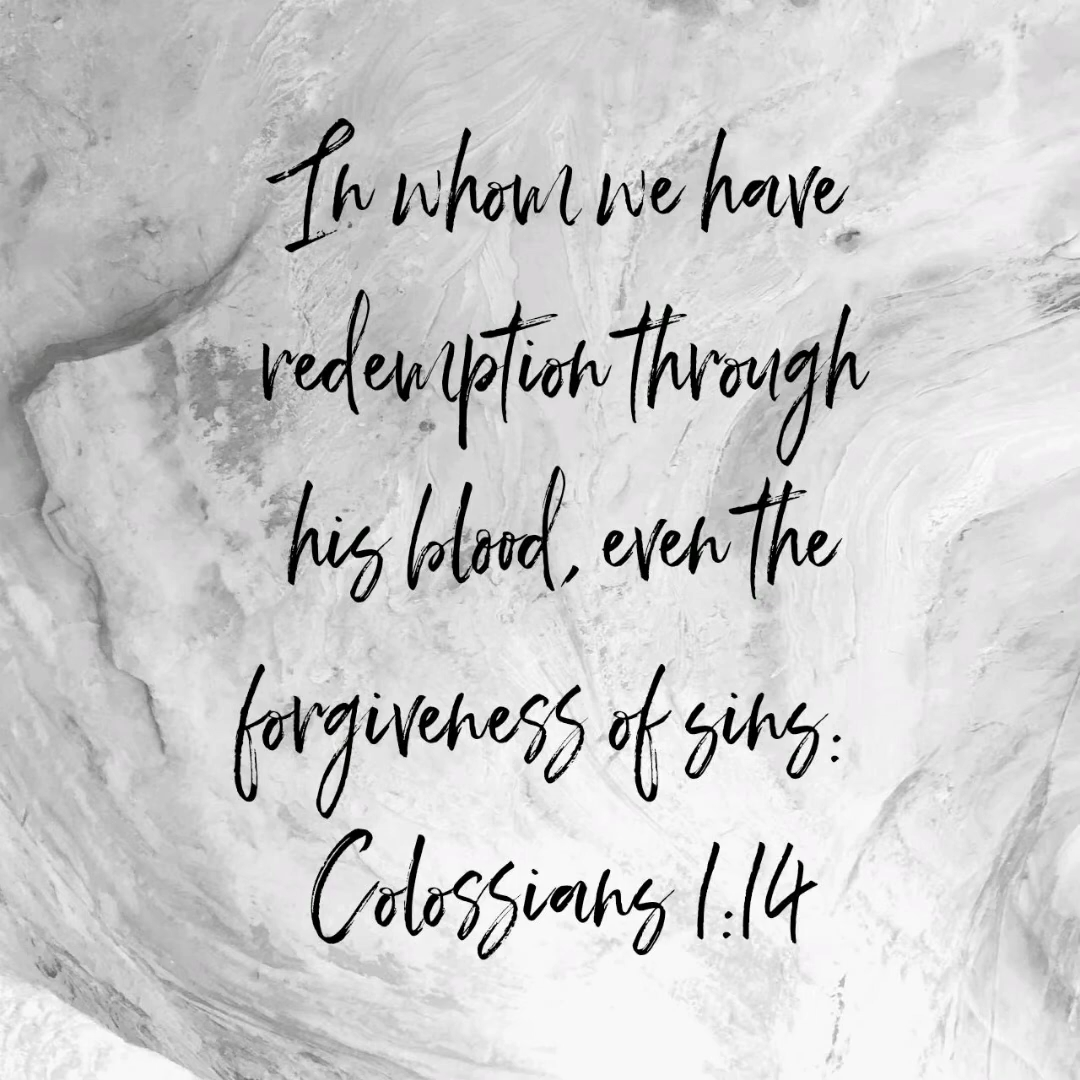 In whom we have
redemption through
his blood, even the
forgiveness of sins:
Colossians 1:14